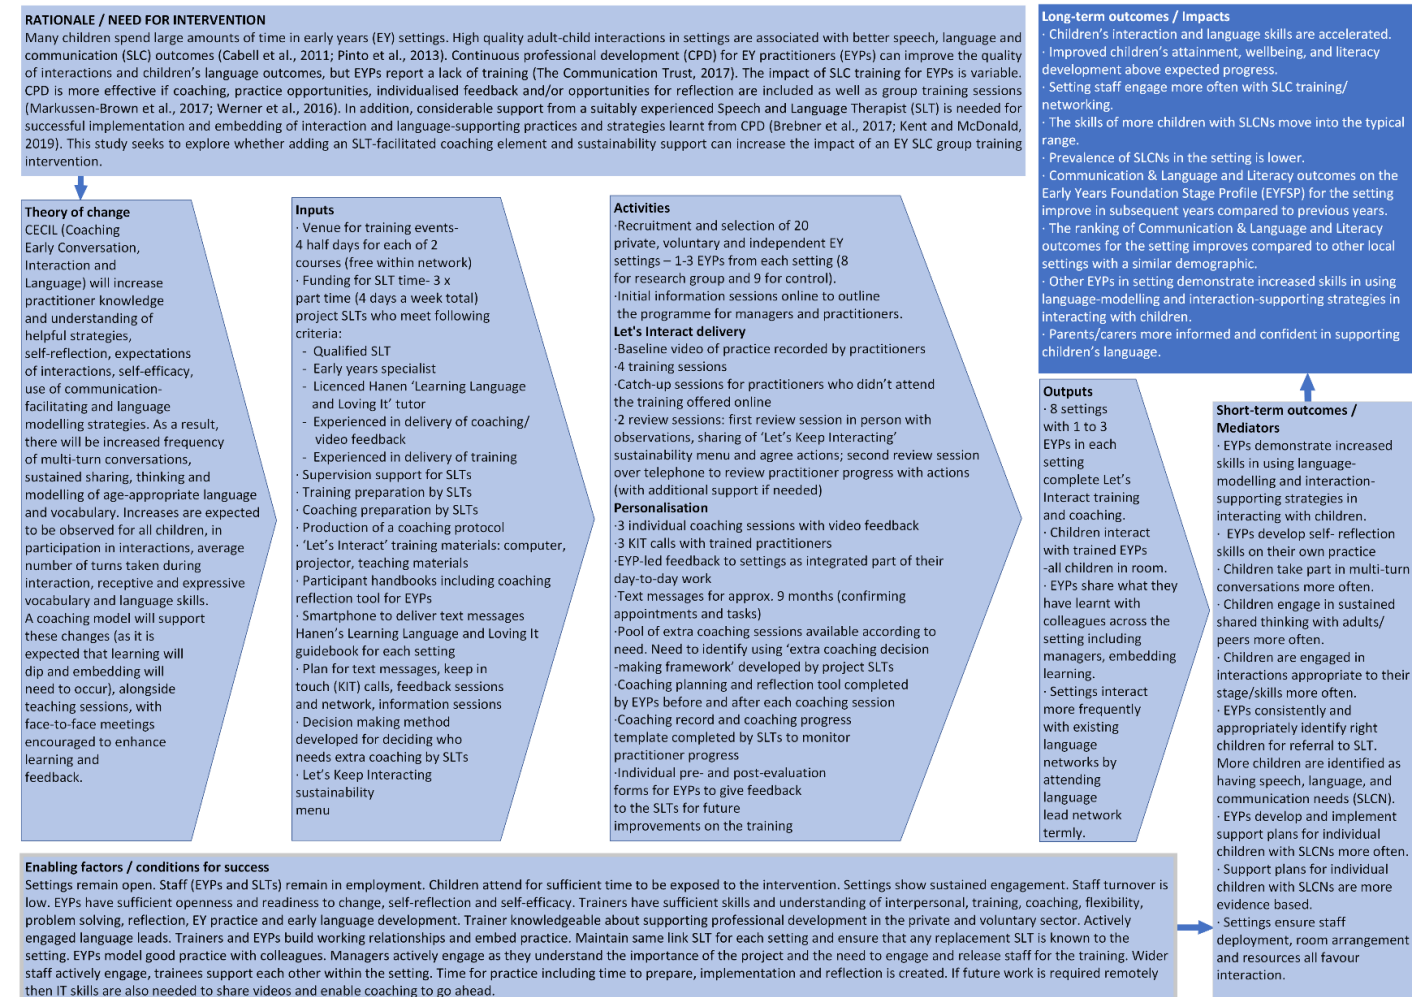 RATIONALE / NEED FOR INTERVENTION
Many children spend large amounts of time in early years (EY) settings. High quality adult-child interactions in settings are associated with better speech, language and
communication (SLC) outcomes (Cabell et al., 2011; Pinto et al., 2013). Continuous professional development (CPD) for EY practitioners (EYPs) can improve the quality
of interactions and children's language outcomes, but EYPs report a lack of training (The Communication Trust, 2017). The impact of SLC training for EYPs is variable.
CPD is more effective if coaching, practice opportunities, individualised feedback and/or opportunities for reflection are included as well as group training sessions
(Markussen-Brown et al., 2017; Werner et al., 2016). In addition, considerable support from a suitably experienced Speech and Language Therapist (SLT) is needed for
successful implementation and embedding of interaction and language-supporting practices and strategies learnt from CPD (Brebner et al., 2017; Kent and McDonald,
2019). This study seeks to explore whether adding an SLT-facilitated coaching element and sustainability support can increase the impact of an EY SLC group training
intervention.
Theory of change
CECIL (Coaching
Early Conversation,
Interaction and
Language) will increase
practitioner knowledge
and understanding of
helpful strategies,
self-reflection, expectations
of interactions, self-efficacy,
use of communication-
facilitating and language
modelling strategies. As a result,
there will be increased frequency
of multi-turn conversations,
sustained sharing, thinking and
modelling of age-appropriate language
and vocabulary. Increases are expected
to be observed for all children, in
participation in interactions, average
number of turns taken during
interaction, receptive and expressive
vocabulary and language skills.
A coaching model will support
these changes (as it is
expected that learning will
dip and embedding will
need to occur), alongside
teaching sessions, with
face-to-face meetings
encouraged to enhance
learning and
feedback.
Inputs
· Venue for training events-
4 half days for each of 2
courses (free within network)
· Funding for SLT time- 3 x
part time (4 days a week total)
project SLTs who meet following
criteria:
- Qualified SLT
- Early years specialist
- Licenced Hanen 'Learning Language
and Loving It' tutor
- Experienced in delivery of coaching/
video feedback
- Experienced in delivery of training
· Supervision support for SLTs
· Training preparation by SLTs
· Coaching preparation by SLTs
· Production of a coaching protocol
· 'Let's Interact' training materials: computer,
projector, teaching materials
· Participant handbooks including coaching
reflection tool for EYPs
· Smartphone to deliver text messages
Hanen's Learning Language and Loving It
guidebook for each setting
· Plan for text messages, keep in
touch (KIT) calls, feedback sessions
and network, information sessions
· Decision making method
developed for deciding who
needs extra coaching by SLTs
· Let's Keep Interacting
sustainability
menu
Activities
·Recruitment and selection of 20
private, voluntary and independent EY
settings – 1-3 EYPs from each setting (8
for research group and 9 for control).
·Initial information sessions online to outline
the programme for managers and practitioners.
Let's Interact delivery
·Baseline video of practice recorded by practitioners
·4 training sessions
·Catch-up sessions for practitioners who didn't attend
the training offered online
·2 review sessions: first review session in person with
observations, sharing of 'Let's Keep Interacting'
sustainability menu and agree actions; second review session
over telephone to review practitioner progress with actions
(with additional support if needed)
Personalisation
·3 individual coaching sessions with video feedback
·3 KIT calls with trained practitioners
·EYP-led feedback to settings as integrated part of their
day-to-day work
·Text messages for approx. 9 months (confirming
appointments and tasks)
·Pool of extra coaching sessions available according to
need. Need to identify using 'extra coaching decision
-making framework' developed by project SLTs
·Coaching planning and reflection tool completed
by EYPs before and after each coaching session
·Coaching record and coaching progress
template completed by SLTs to monitor
practitioner progress
·Individual pre- and post-evaluation
forms for EYPs to give feedback
to the SLTs for future
improvements on the training
Outputs
· 8 settings
with 1 to 3
EYPs in each
setting
complete Let's
Interact training
and coaching.
· Children interact
with trained EYPs
-all children in room.
· EYPs share what they
have learnt with
colleagues across the
setting including
managers, embedding
learning.
· Settings interact
more frequently
with existing
language
networks by
attending
language
lead network
termly.
Short-term outcomes /
Mediators
· EYPs demonstrate increased
skills in using language-
modelling and interaction-
supporting strategies in
interacting with children.
· EYPs develop self- reflection
skills on their own practice
· Children take part in multi-turn
conversations more often.
· Children engage in sustained
shared thinking with adults/
peers more often.
· Children are engaged in
interactions appropriate to their
stage/skills more often.
· EYPs consistently and
appropriately identify right
children for referral to SLT.
More children are identified as
having speech, language, and
communication needs (SLCN).
· EYPs develop and implement
support plans for individual
children with SLCNs more often.
· Support plans for individual
children with SLCNs are more
evidence based.
· Settings ensure staff
deployment, room arrangement
and resources all favour
interaction.
Long-term outcomes / Impacts
· Children's interaction and language skills are accelerated.
· Improved children's attainment, wellbeing, and literacy
development above expected progress.
· Setting staff engage more often with SLC training/
networking.
· The skills of more children with SLCNs move into the typical
range.
· Prevalence of SLCNs in the setting is lower.
· Communication & Language and Literacy outcomes on the
Early Years Foundation Stage Profile (EYFSP) for the setting
improve in subsequent years compared to previous years.
· The ranking of Communication & Language and Literacy
outcomes for the setting improves compared to other local
settings with a similar demographic.
· Other EYPs in setting demonstrate increased skills in using
language-modelling and interaction-supporting strategies in
interacting with children.
· Parents/carers more informed and confident in supporting
children's language.
Enabling factors / conditions for success
Settings remain open. Staff (EYPs and SLTs) remain in employment. Children attend for sufficient time to be exposed to the intervention. Settings show sustained engagement. Staff turnover is
low. EYPs have sufficient openness and readiness to change, self-reflection and self-efficacy. Trainers have sufficient skills and understanding of interpersonal, training, coaching, flexibility,
problem solving, reflection, EY practice and early language development. Trainer knowledgeable about supporting professional development in the private and voluntary sector. Actively
engaged language leads. Trainers and EYPs build working relationships and embed practice. Maintain same link SLT for each setting and ensure that any replacement SLT is known to the
setting. EYPs model good practice with colleagues. Managers actively engage as they understand the importance of the project and the need to engage and release staff for the training. Wider
staff actively engage, trainees support each other within the setting. Time for practice including time to prepare, implementation and reflection is created. If future work is required remotely
then IT skills are also needed to share videos and enable coaching to go ahead.